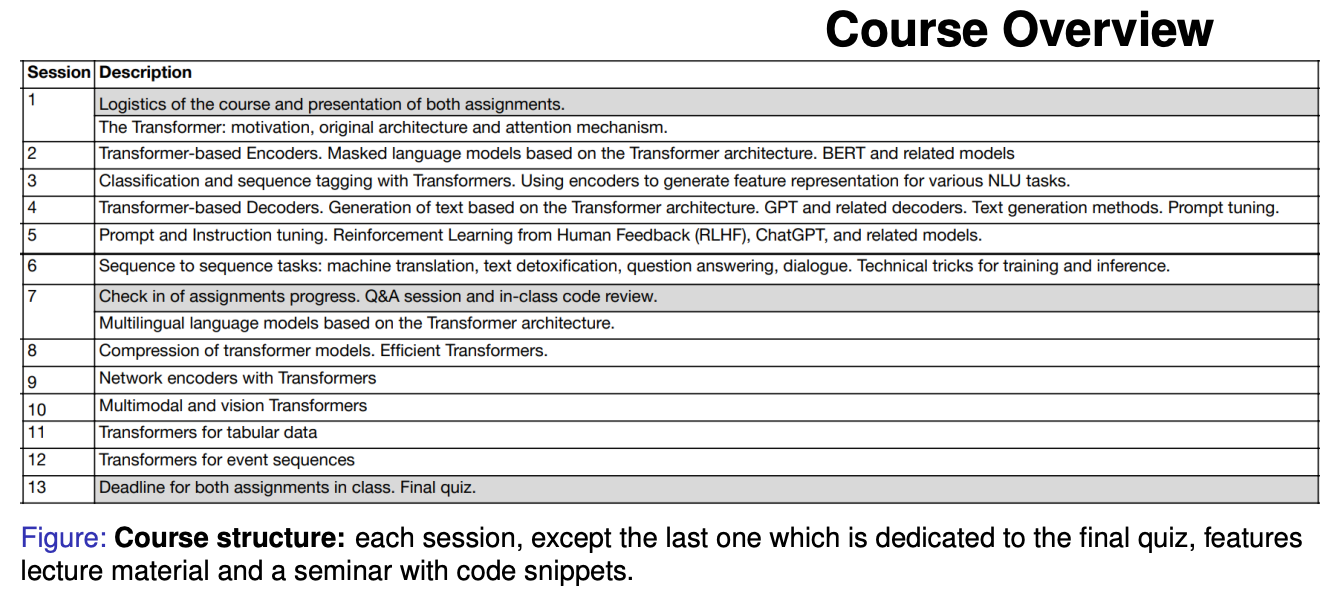 Course Overview
Session Description
1 Logistics of the course and presentation of both assignments.
The Transformer: motivation, original architecture and attention mechanism.
2 Transformer-based Encoders. Masked language models based on the Transformer architecture. BERT and related models
3 Classification and sequence tagging with Transformers. Using encoders to generate feature representation for various NLU tasks.
4 Transformer-based Decoders. Generation of text based on the Transformer architecture. GPT and related decoders. Text generation methods. Prompt tuning.
5 Prompt and Instruction tuning. Reinforcement Learning from Human Feedback (RLHF), ChatGPT, and related models.
6 Sequence to sequence tasks: machine translation, text detoxification, question answering, dialogue. Technical tricks for training and inference.
7 Check in of assignments progress. Q&A session and in-class code review.
Multilingual language models based on the Transformer architecture.
8 Compression of transformer models. Efficient Transformers.
9 Network encoders with Transformers
10 Multimodal and vision Transformers
11 Transformers for tabular data
12 Transformers for event sequences
13 Deadline for both assignments in class. Final quiz.
Figure: Course structure: each session, except the last one which is dedicated to the final quiz, features
lecture material and a seminar with code snippets.